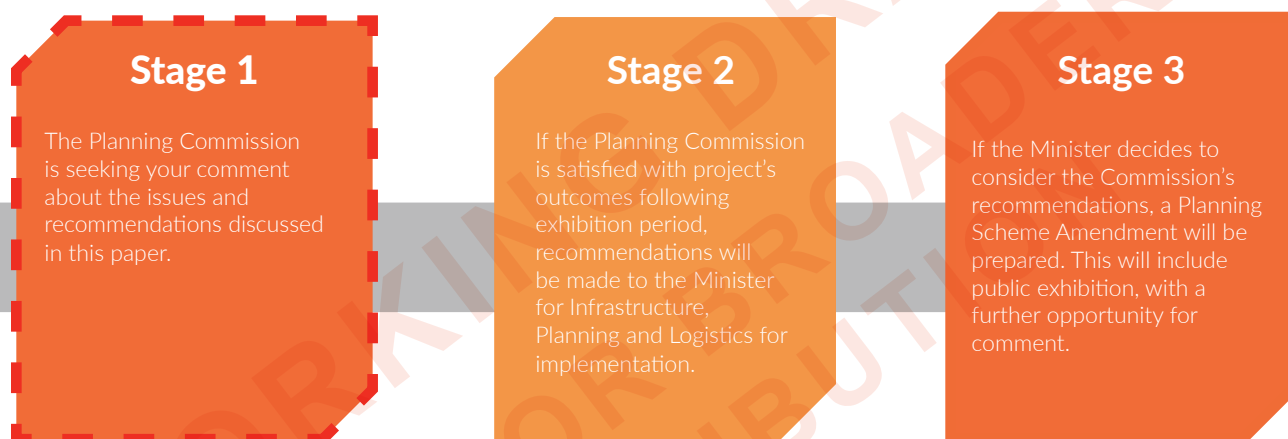 Stage 1
The Planning Commission
is seeking your comment
about the issues and
recommendations discussed
in this paper.
Stage 2
If the Planning Commission
is satisfied with project's
outcomes following
exhibition period,
recommendations will
be made to the Minister
for Infrastructure,
Planning and Logistics for
implementation.
Stage 3
If the Minister decides to
consider the Commission's
recommendations, a Planning
Scheme Amendment will be
prepared. This will include
public exhibition, with a
further opportunity for
comment.